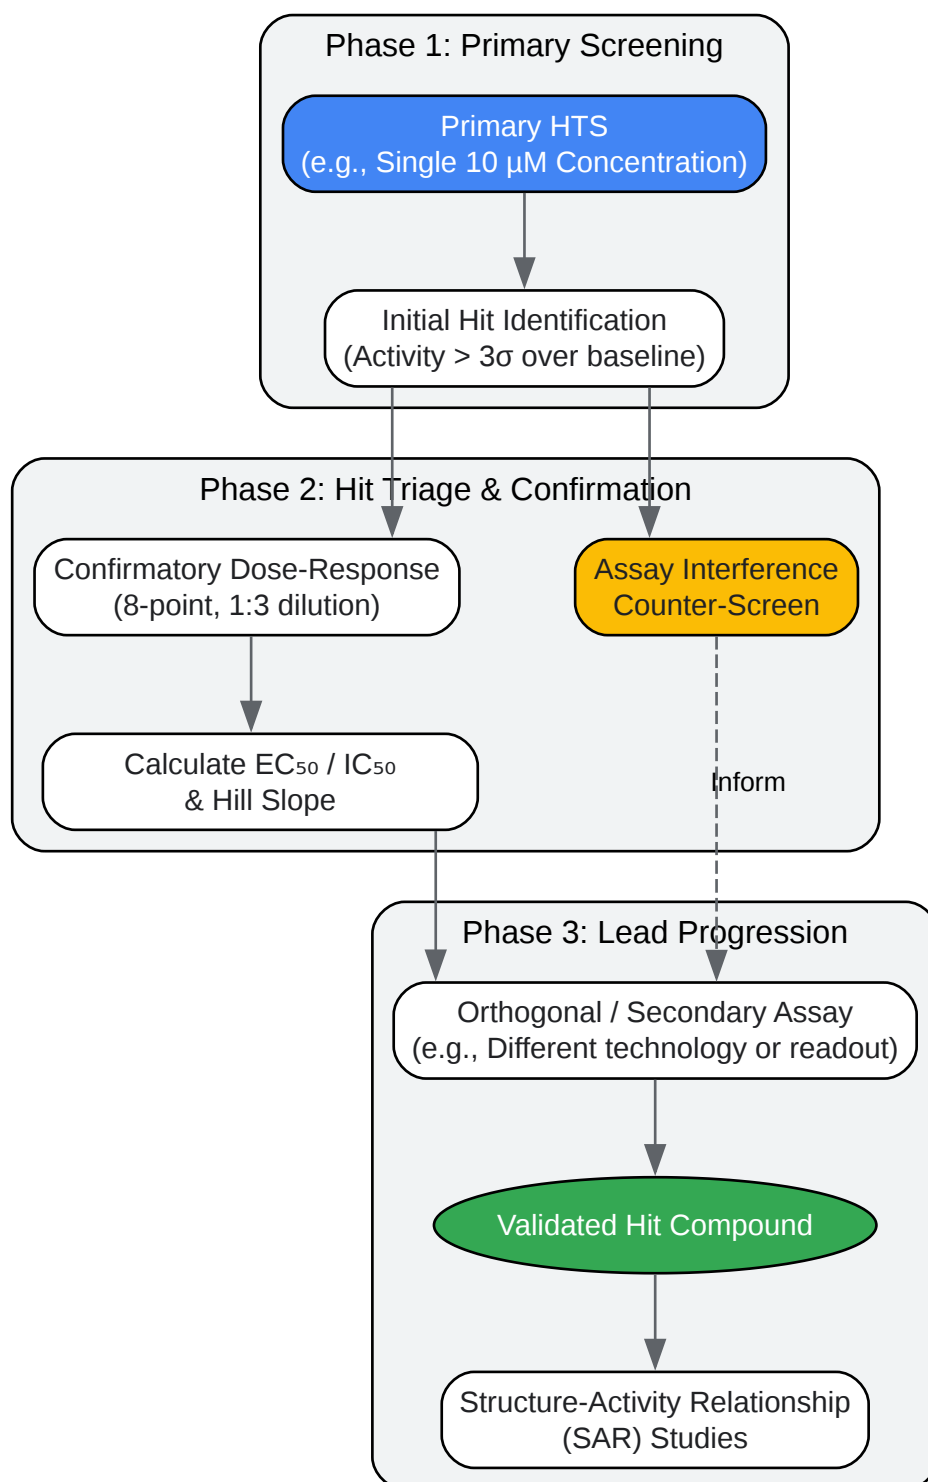 Phase 1: Primary Screening
Primary HTS
(e.g., Single 10 µM Concentration)
Initial Hit Identification
(Activity > 3σ over baseline)
Phase 2: Hit Triage & Confirmation
Confirmatory Dose-Response
(8-point, 1:3 dilution)
Assay Interference
Counter-Screen
Calculate EC₅₀ / IC₅₀
& Hill Slope
Inform
Phase 3: Lead Progression
Orthogonal / Secondary Assay
(e.g., Different technology or readout)
Validated Hit Compound
Structure-Activity Relationship
(SAR) Studies